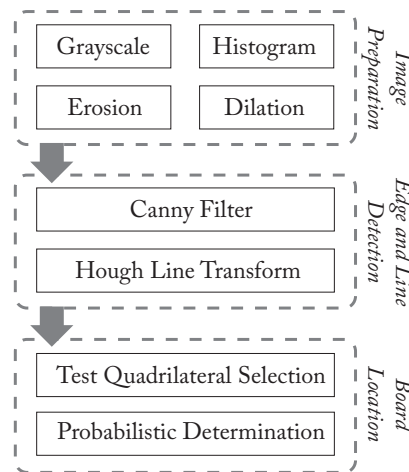 Grayscale
Histogram
Erosion
Dilation
Image
Preparation
Canny Filter
Hough Line Transform
Edge and Line
Detection
Test Quadrilateral Selection
Probabilistic Determination
Board
Location